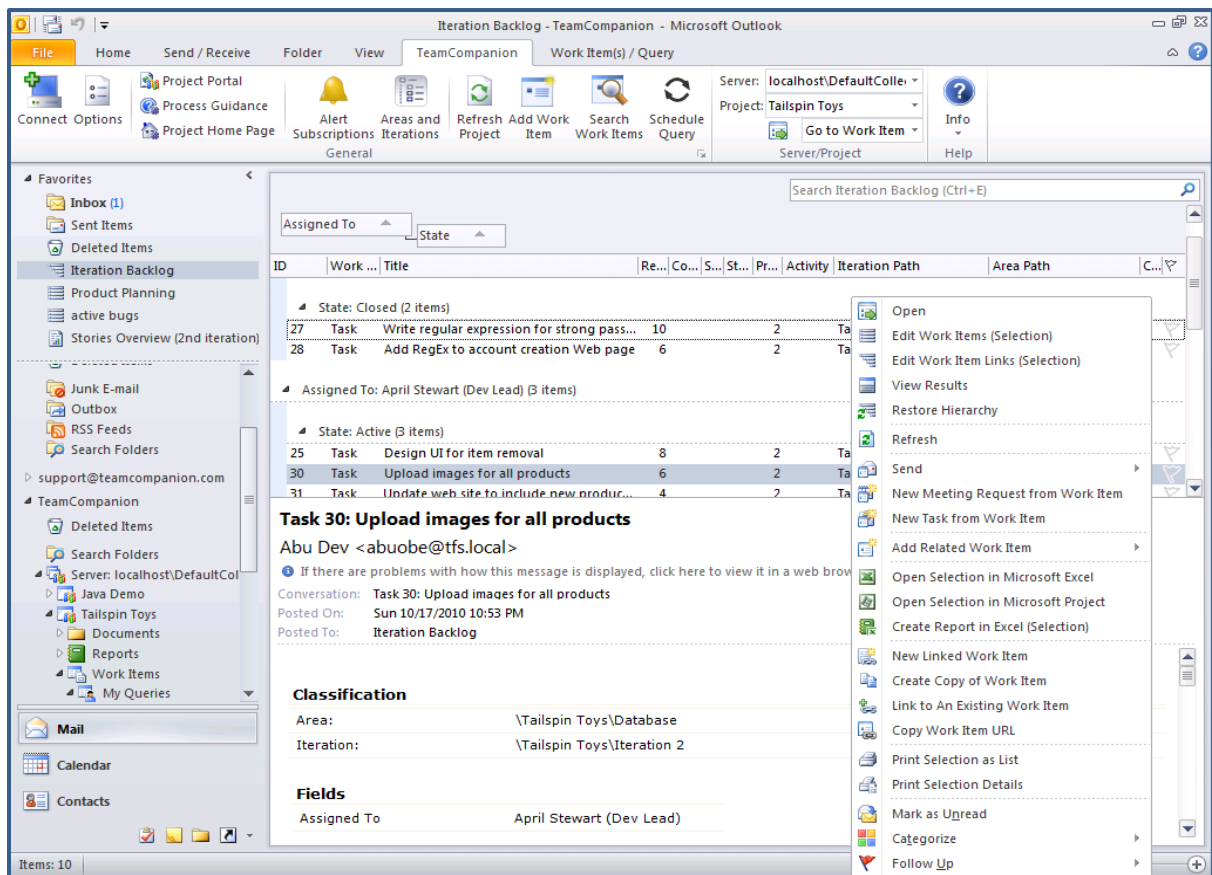 Iteration Backlog - TeamCompanion - Microsoft Outlook
File Home Send / Receive Folder View TeamCompanion Work Item(s) / Query
Connect
Options
Project Portal
Process Guidance
Project Home Page
Alert Subscriptions
Areas and Iterations
General
Refresh Project
Add Work Item
Search Work Items
Schedule Query
Server: localhost\DefaultColle
Project: Tailspin Toys
Go to Work Item
Server/Project
Info
Help
Favorites
Inbox (1)
Sent Items
Deleted Items
Iteration Backlog
Product Planning
active bugs
Stories Overview (2nd iteration)
Junk E-mail
Outbox
RSS Feeds
Search Folders
support@teamcompanion.com
TeamCompanion
Deleted Items
Search Folders
Server: localhost\DefaultCol
Java Demo
Tailspin Toys
Documents
Reports
Work Items
My Queries
Mail
Calendar
Contacts
Items: 10
Search Iteration Backlog (Ctrl+E)
Assigned To
State
ID Work ... Title Re... Co... S... St... Pr... Activity Iteration Path Area Path C...
State: Closed (2 items)
27 Task Write regular expression for strong pass... 10 2 Ta
28 Task Add RegEx to account creation Web page 6 2 Ta
Assigned To: April Stewart (Dev Lead) (3 items)
State: Active (3 items)
25 Task Design UI for item removal 8 2 Ta
30 Task Upload images for all products 6 2 Ta
31 Task Update web site to include new produc... 4 2 Ta
Task 30: Upload images for all products
Abu Dev <abuobe@tfs.local>
If there are problems with how this message is displayed, click here to view it in a web brow
Conversation: Task 30: Upload images for all products
Posted On: Sun 10/17/2010 10:53 PM
Posted To: Iteration Backlog
Classification
Area: \Tailspin Toys\Database
Iteration: \Tailspin Toys\Iteration 2
Fields
Assigned To April Stewart (Dev Lead)
Open
Edit Work Items (Selection)
Edit Work Item Links (Selection)
View Results
Restore Hierarchy
Refresh
Send
New Meeting Request from Work Item
New Task from Work Item
Add Related Work Item
Open Selection in Microsoft Excel
Open Selection in Microsoft Project
Create Report in Excel (Selection)
New Linked Work Item
Create Copy of Work Item
Link to An Existing Work Item
Copy Work Item URL
Print Selection as List
Print Selection Details
Mark as Unread
Categorize
Follow Up